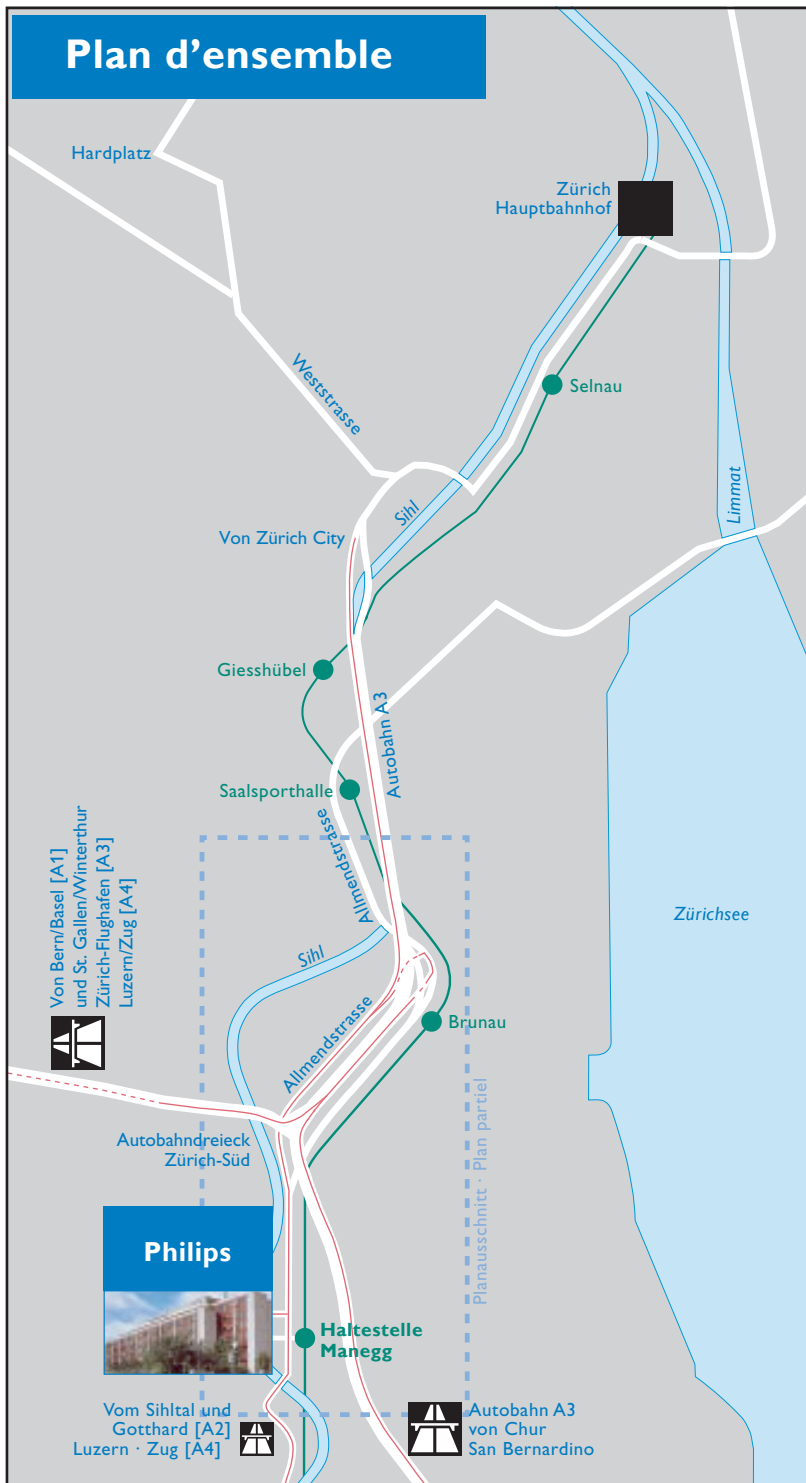 Plan d'ensemble
Hardplatz
Zürich
Hauptbahnhof
Weststrasse
Selnau
Limmat
Sihl
Von Zürich City
Giesshübel
Autobahn A3
Saalsporthalle
Allmendstrasse
Von Bern/Basel [A1]
und St. Gallen/Winterthur
Zürich-Flughafen [A3]
Luzern/Zug [A4]
Zürichsee
Sihl
Allmendstrasse
Brunau
Autobahndreieck
Zürich-Süd
Planausschnitt · Plan partiel
Philips
Haltestelle
Manegg
Vom Sihltal und
Gotthard [A2]
Luzern · Zug [A4]
Autobahn A3
von Chur
San Bernardino